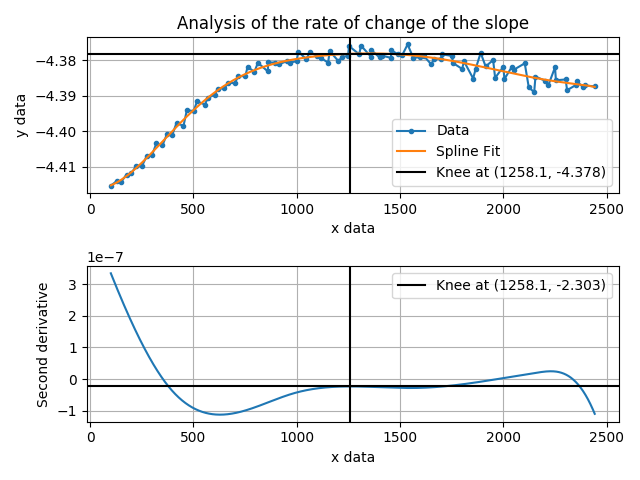 Analysis of the rate of change of the slope
−4.38
−4.39
−4.40
−4.41
y data
Data
Spline Fit
Knee at (1258.1, -4.378)
0 500 1000 1500 2000 2500
x data
1e−7
3
2
1
0
−1
Second derivative
Knee at (1258.1, -2.303)
0 500 1000 1500 2000 2500
x data